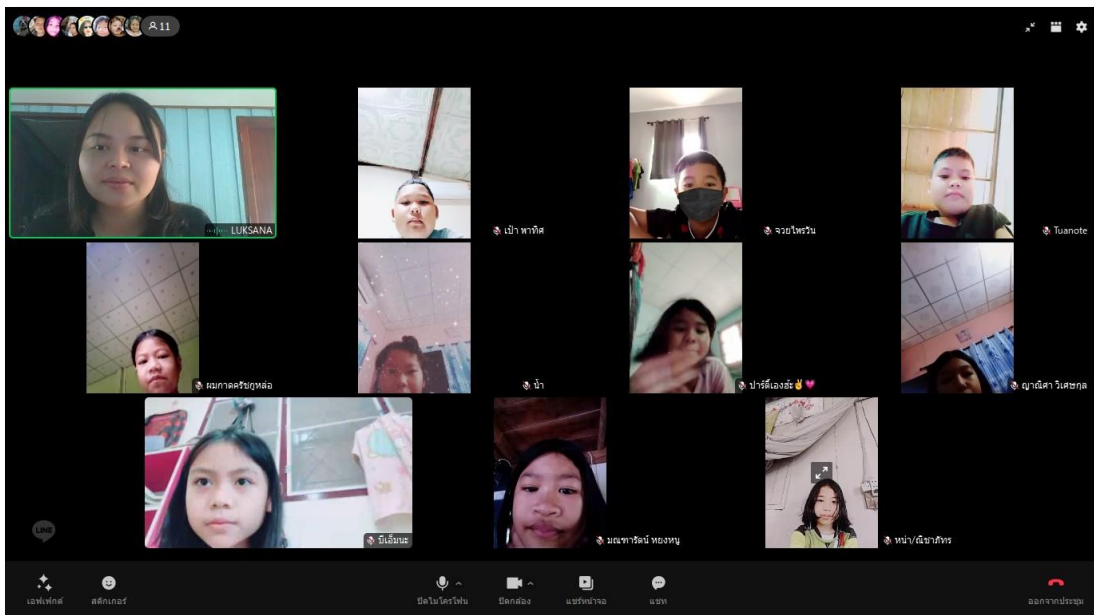 11
LUKSANA
เป้า พาทิศ
จวยไพรวัน
Tuanote
ผมกาตครัชกูหล่อ
น้ำ
ปาร์ตี้เองฮ่ะ✌💗
ญาณิศา วิเศษกุล
บีเอ็มนะ
มณฑารัตน์ หยงหนู
หน่า/ณิชาภัทร
LINE
เอฟเฟกต์
สติกเกอร์
ปิดไมโครโฟน
ปิดกล้อง
แชร์หน้าจอ
แชท
ออกจากประชุม